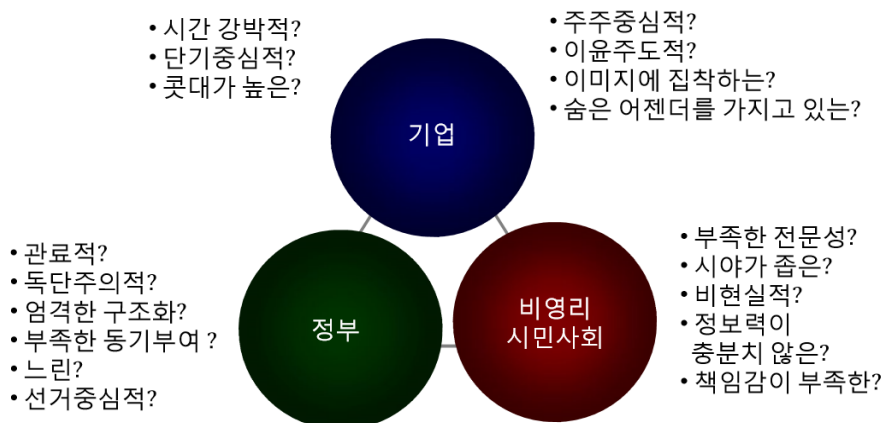 • 시간 강박적?
• 단기중심적?
• 콧대가 높은?
• 주주중심적?
• 이윤주도적?
• 이미지에 집착하는?
• 숨은 어젠더를 가지고 있는?
기업
• 관료적?
• 독단주의적?
• 엄격한 구조화?
• 부족한 동기부여 ?
• 느린?
• 선거중심적?
정부
비영리
시민사회
• 부족한 전문성?
• 시야가 좁은?
• 비현실적?
• 정보력이
충분치 않은?
• 책임감이 부족한?